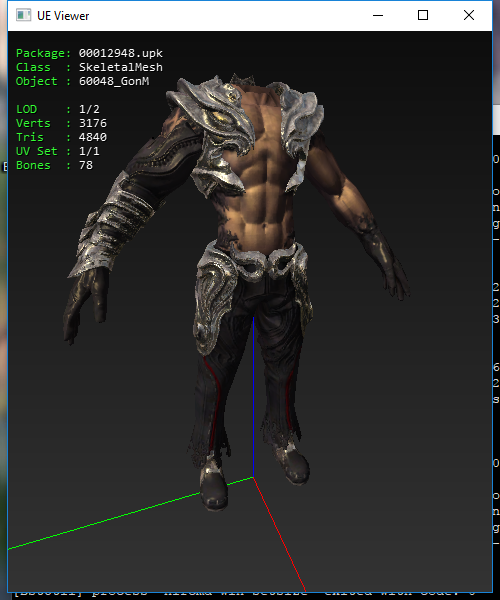 UE Viewer
Package: 00012948.upk
Class : SkeletalMesh
Object : 60048_GonM
LOD : 1/2
Verts : 3176
Tris : 4840
UV Set : 1/1
Bones : 78